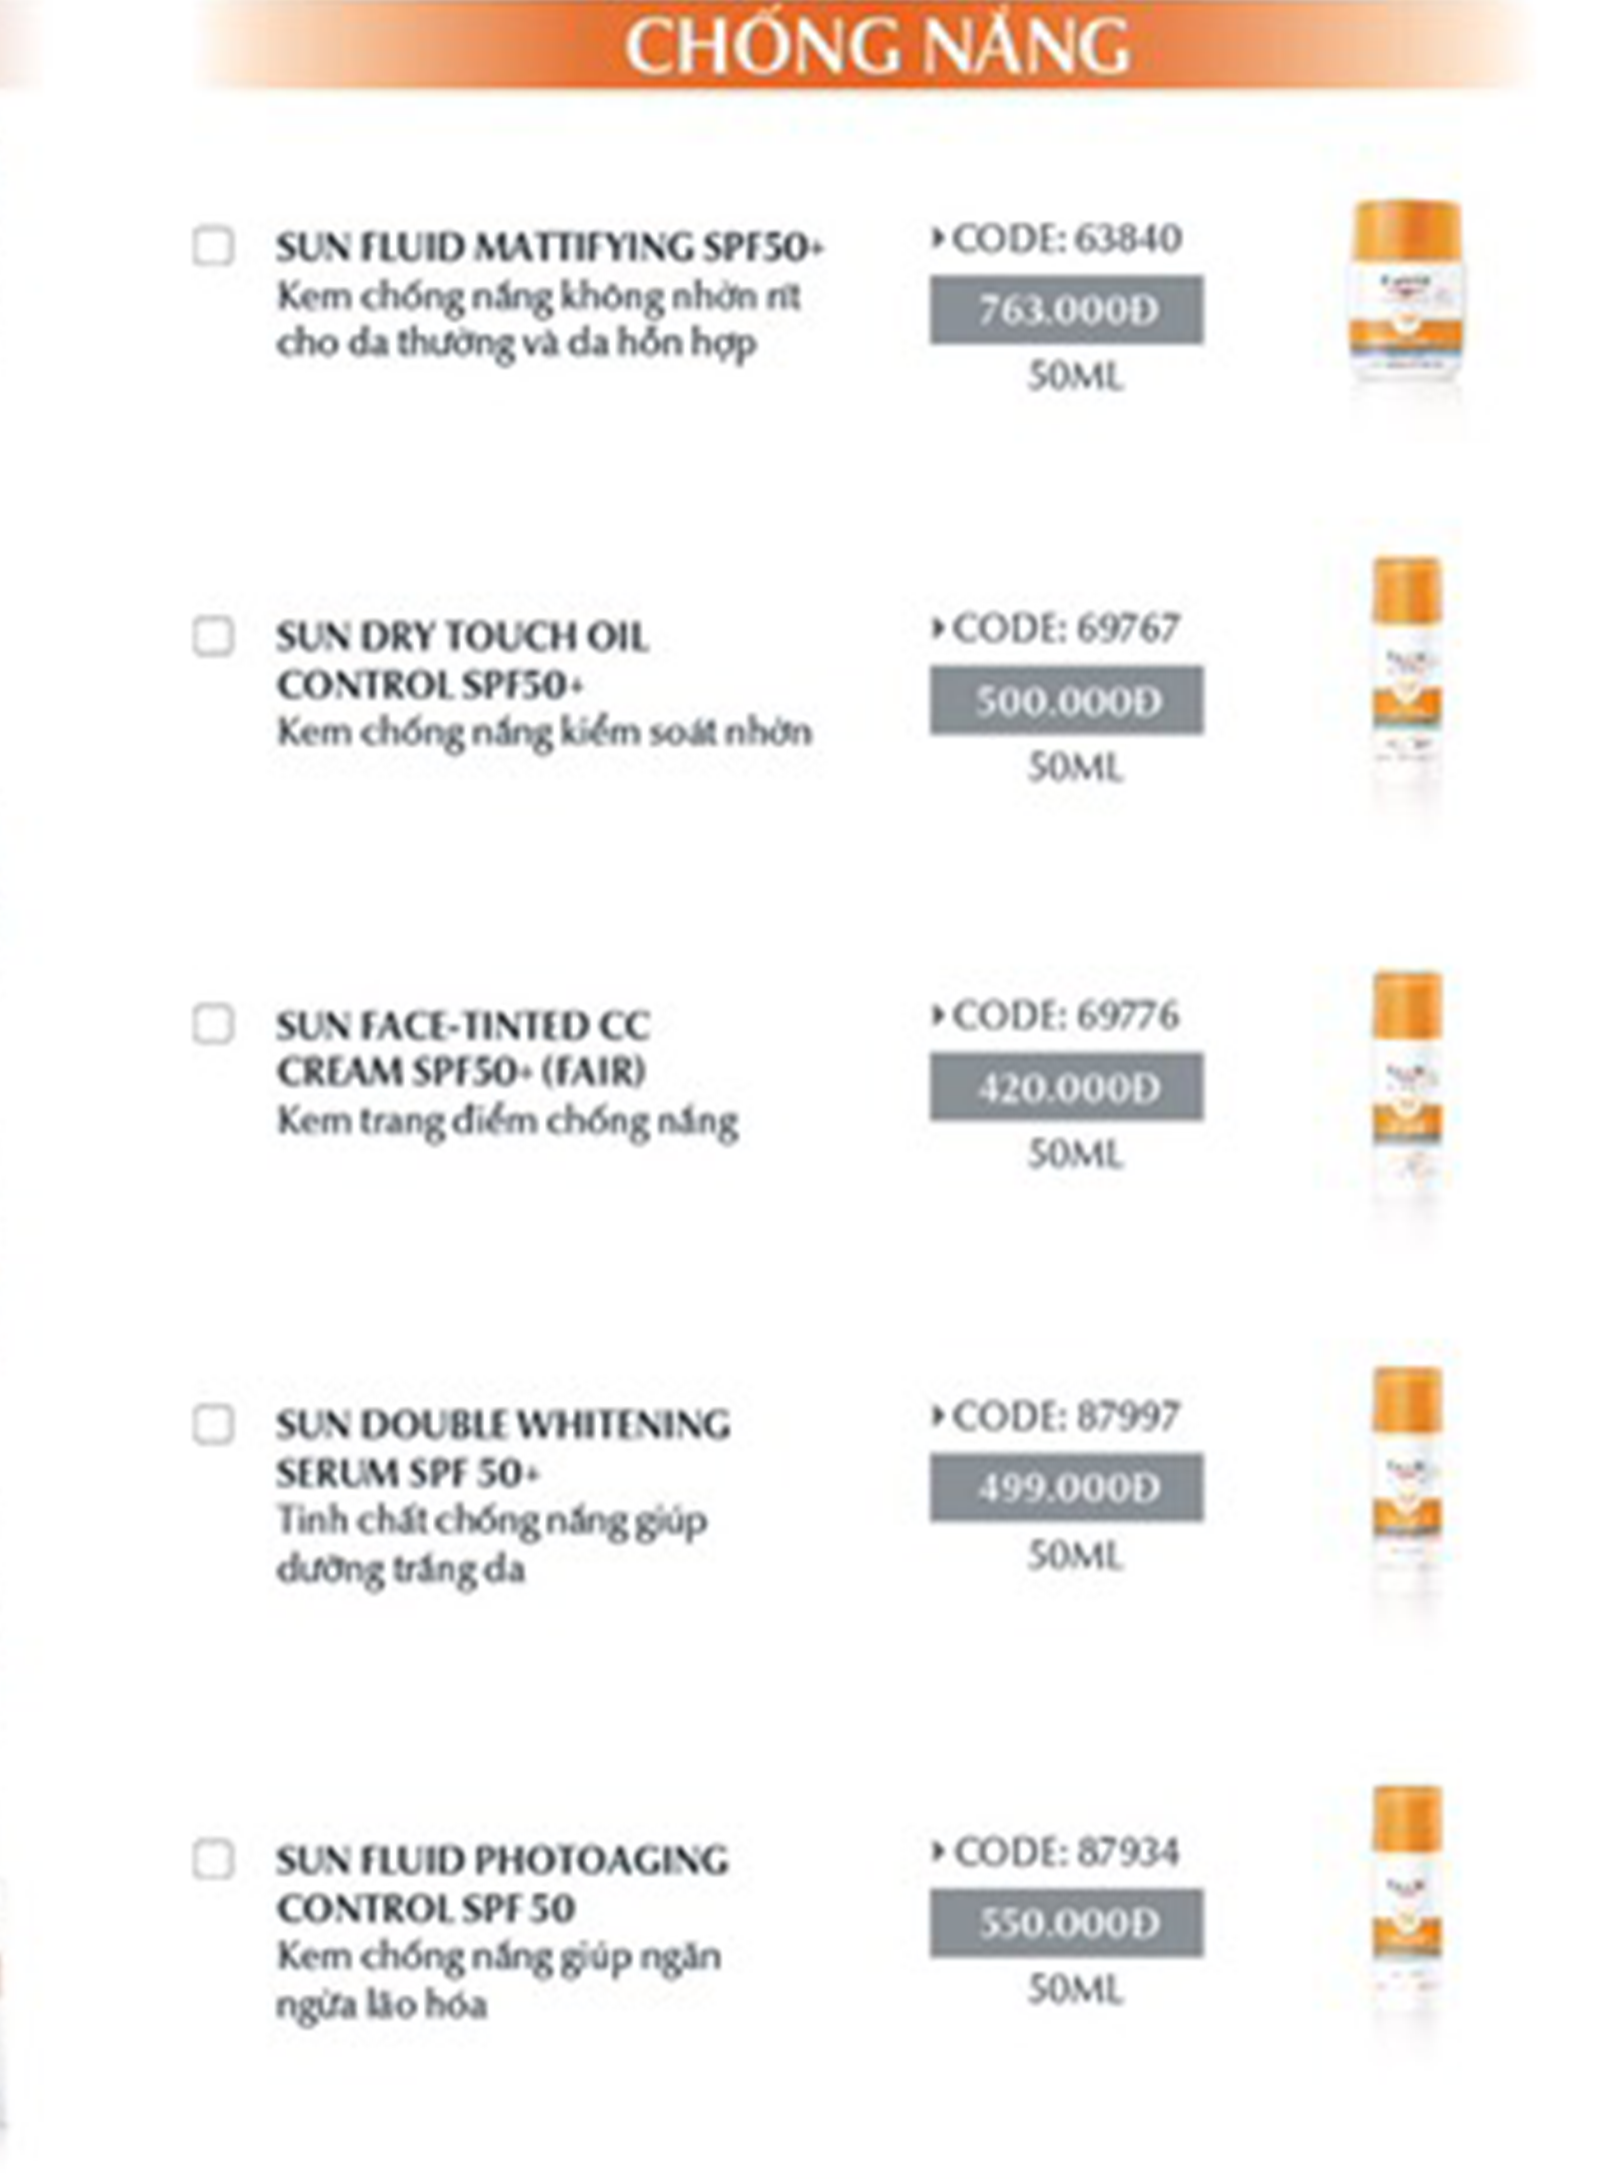 CHỐNG NẮNG
SUN FLUID MATTIFYING SPF50+
Kem chống nắng không nhờn rít
cho da thường và da hỗn hợp
CODE: 63840
763.000Đ
50ML
SUN DRY TOUCH OIL
CONTROL SPF50+
Kem chống nắng kiểm soát nhờn
CODE: 69767
500.000Đ
50ML
SUN FACE-TINTED CC
CREAM SPF50+ (FAIR)
Kem trang điểm chống nắng
CODE: 69776
420.000Đ
50ML
SUN DOUBLE WHITENING
SERUM SPF 50+
Tinh chất chống nắng giúp
dưỡng trắng da
CODE: 87997
499.000Đ
50ML
SUN FLUID PHOTOAGING
CONTROL SPF 50
Kem chống nắng giúp ngăn
ngừa lão hóa
CODE: 87934
550.000Đ
50ML